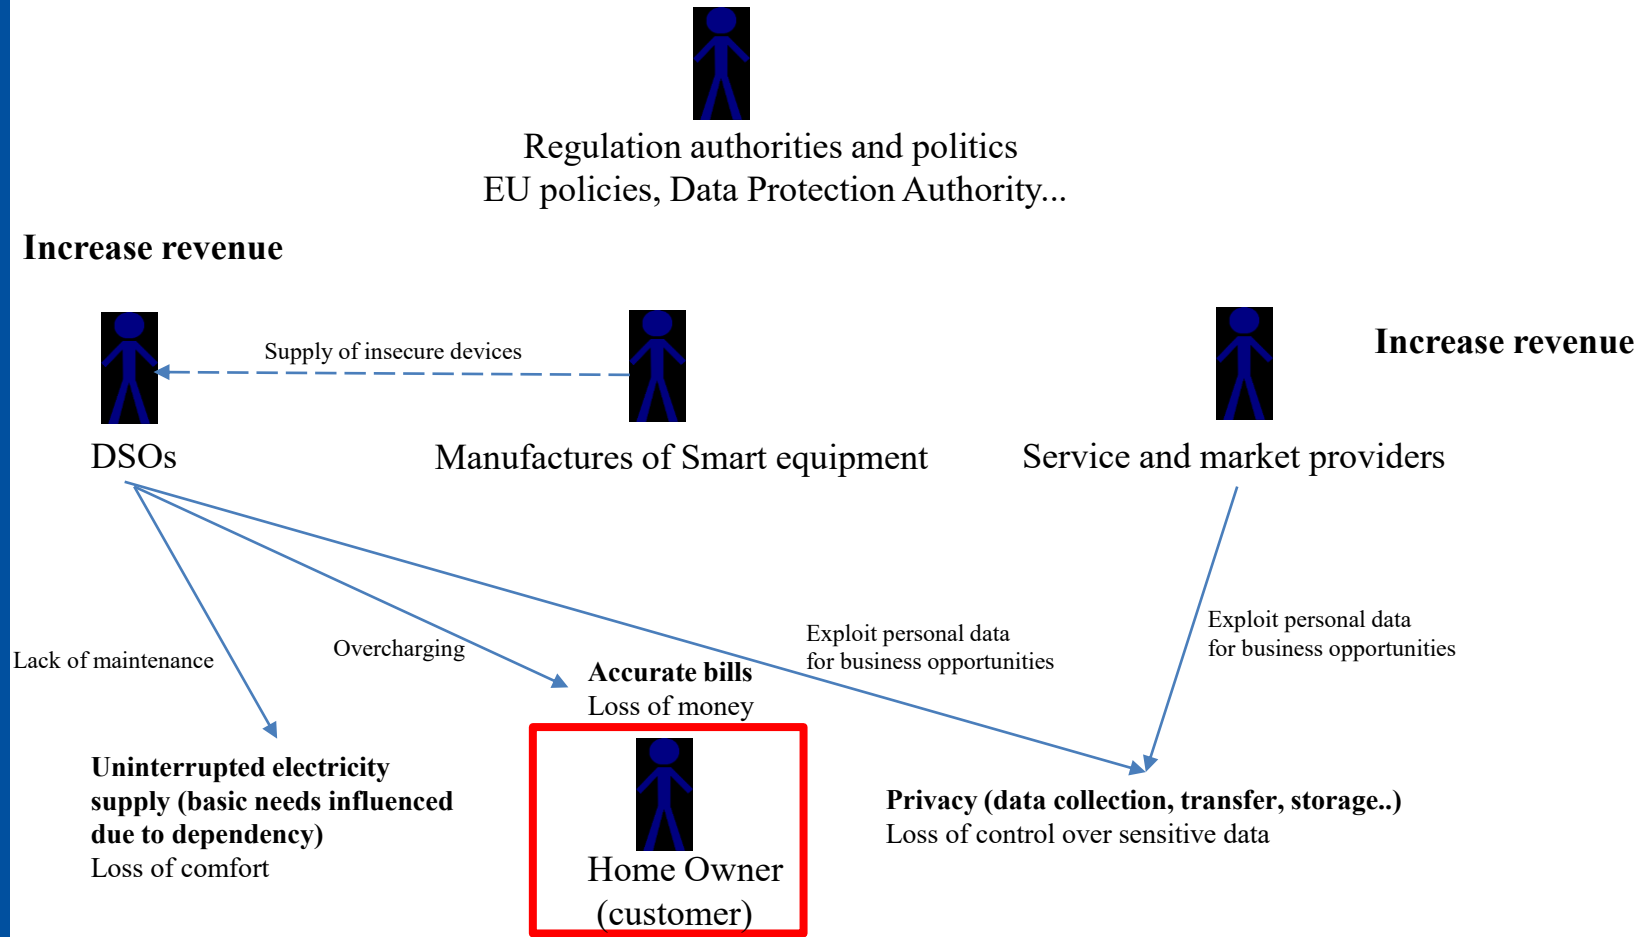 Regulation authorities and politics
EU policies, Data Protection Authority...
Increase revenue
Increase revenue
Supply of insecure devices
DSOs
Manufactures of Smart equipment
Service and market providers
Lack of maintenance
Overcharging
Exploit personal data
for business opportunities
Exploit personal data
for business opportunities
Accurate bills
Loss of money
Uninterrupted electricity
supply (basic needs influenced
due to dependency)
Loss of comfort
Home Owner
(customer)
Privacy (data collection, transfer, storage..)
Loss of control over sensitive data